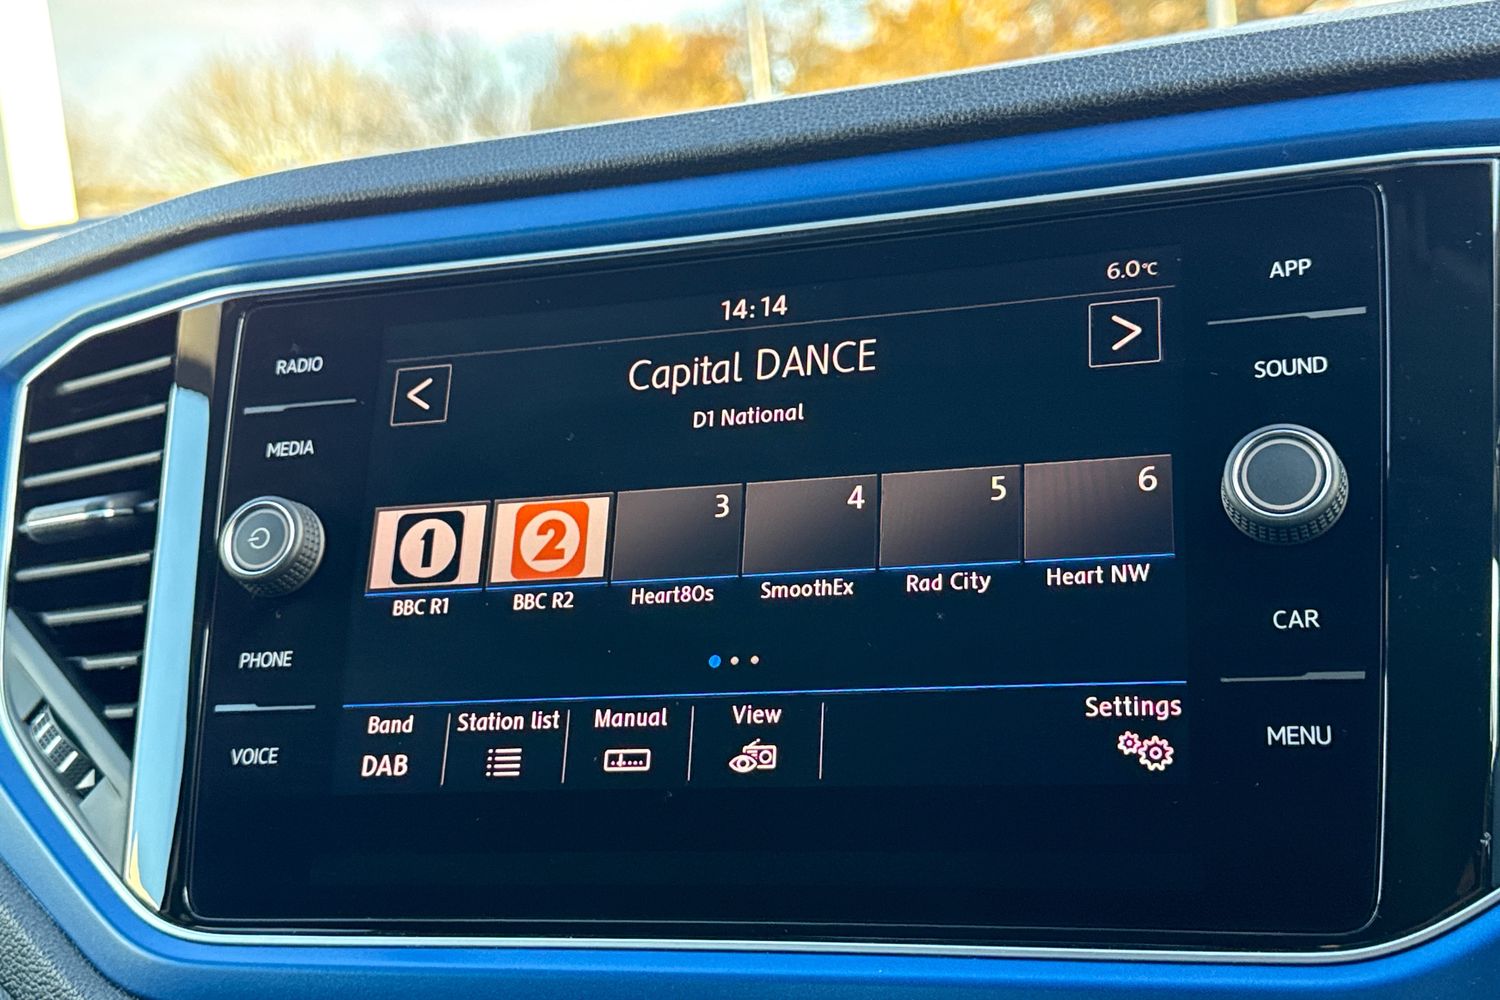 14:14
6.0°C
Capital DANCE
D1 National
<
>
RADIO
MEDIA
PHONE
VOICE
1
2
3
4
5
6
BBC R1
BBC R2
Heart80s
SmoothEx
Rad City
Heart NW
Band
DAB
Station list
Manual
View
Settings
APP
SOUND
CAR
MENU